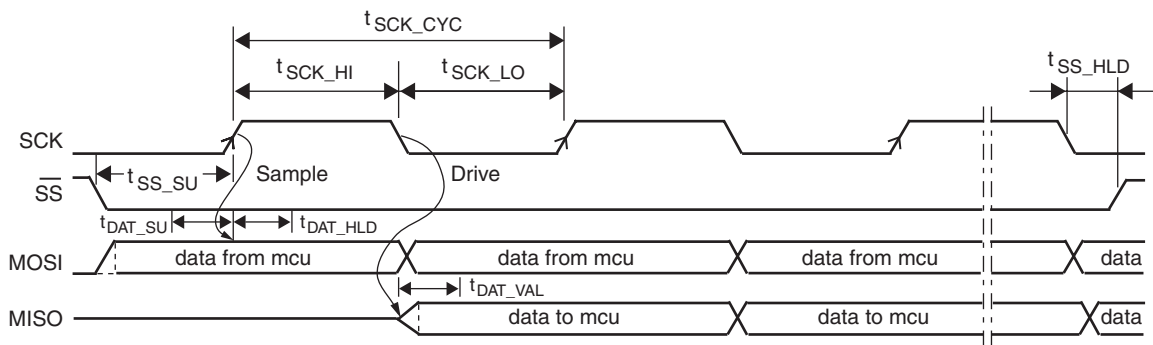 tSCK_CYC
tSCK_HI tSCK_LO tSS_HLD
SCK
tSS_SU Sample Drive
SS
tDAT_SU tDAT_HLD
MOSI data from mcu data from mcu data from mcu data
tDAT_VAL
MISO data to mcu data to mcu data